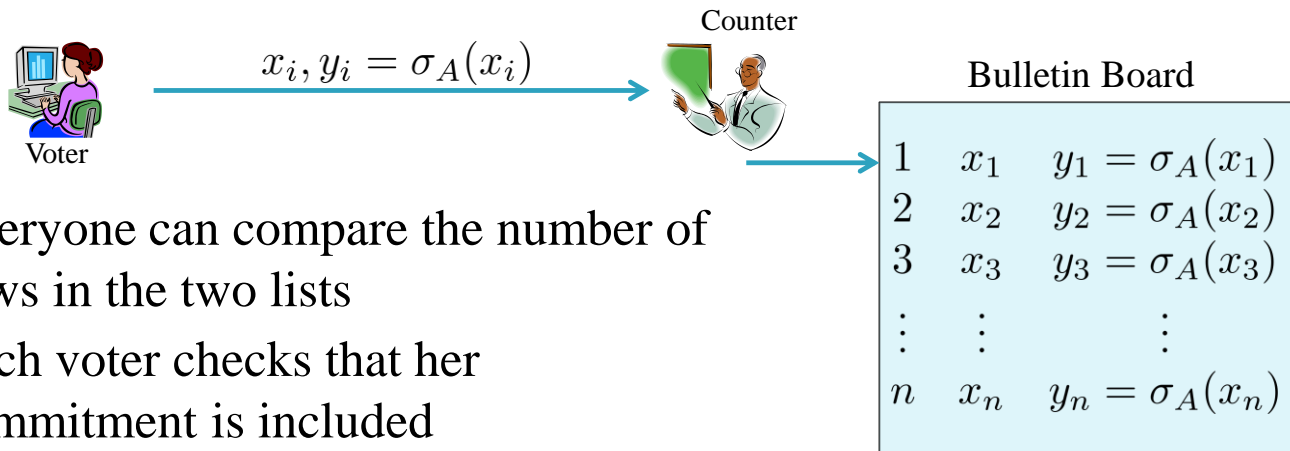 Counter
x_i, y_i = σ_A(x_i)
Voter
Bulletin Board
1 x_1 y_1 = σ_A(x_1)
2 x_2 y_2 = σ_A(x_2)
3 x_3 y_3 = σ_A(x_3)
⋮ ⋮ ⋮
n x_n y_n = σ_A(x_n)
eryone can compare the number of
ws in the two lists
ch voter checks that her
mmitment is included